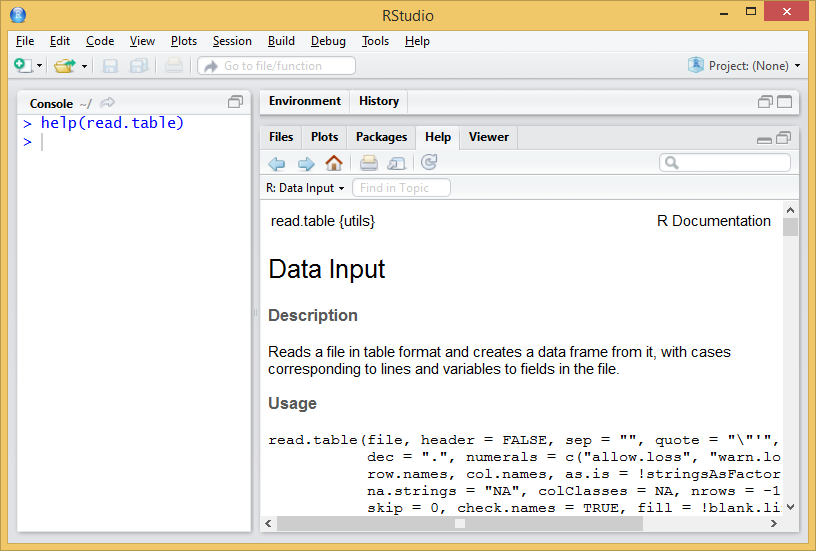 RStudio
File Edit Code View Plots Session Build Debug Tools Help
Go to file/function Project: (None)
Console ~/
> help(read.table)
>
Environment History
Files Plots Packages Help Viewer
R: Data Input Find in Topic
read.table {utils} R Documentation
Data Input
Description
Reads a file in table format and creates a data frame from it, with cases
corresponding to lines and variables to fields in the file.
Usage
read.table(file, header = FALSE, sep = "", quote = "\"'",
dec = ".", numerals = c("allow.loss", "warn.lo
row.names, col.names, as.is = !stringsAsFactor
na.strings = "NA", colClasses = NA, nrows = -1
skip = 0, check.names = TRUE, fill = !blank.li